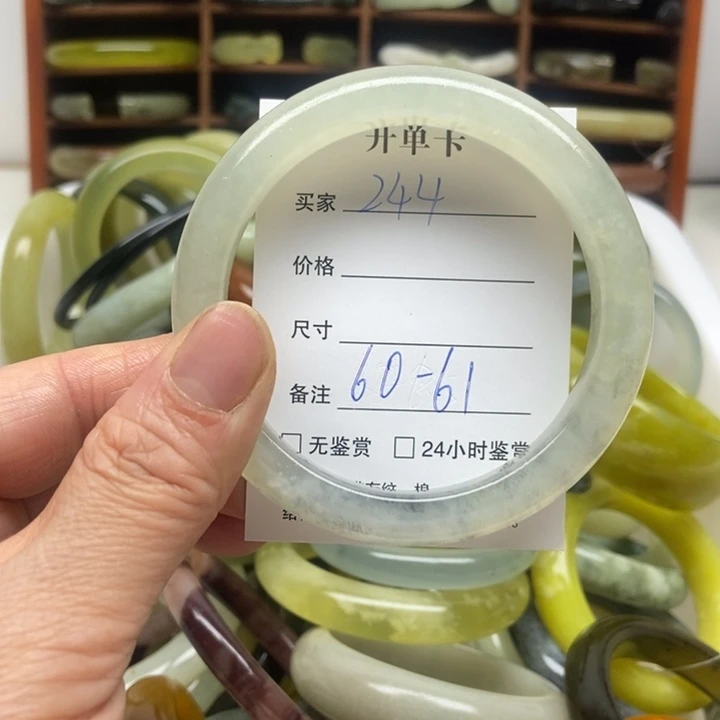 开单卡
买家 244
价格
尺寸
备注 60-61
□ 无鉴赏 □ 24小时鉴赏